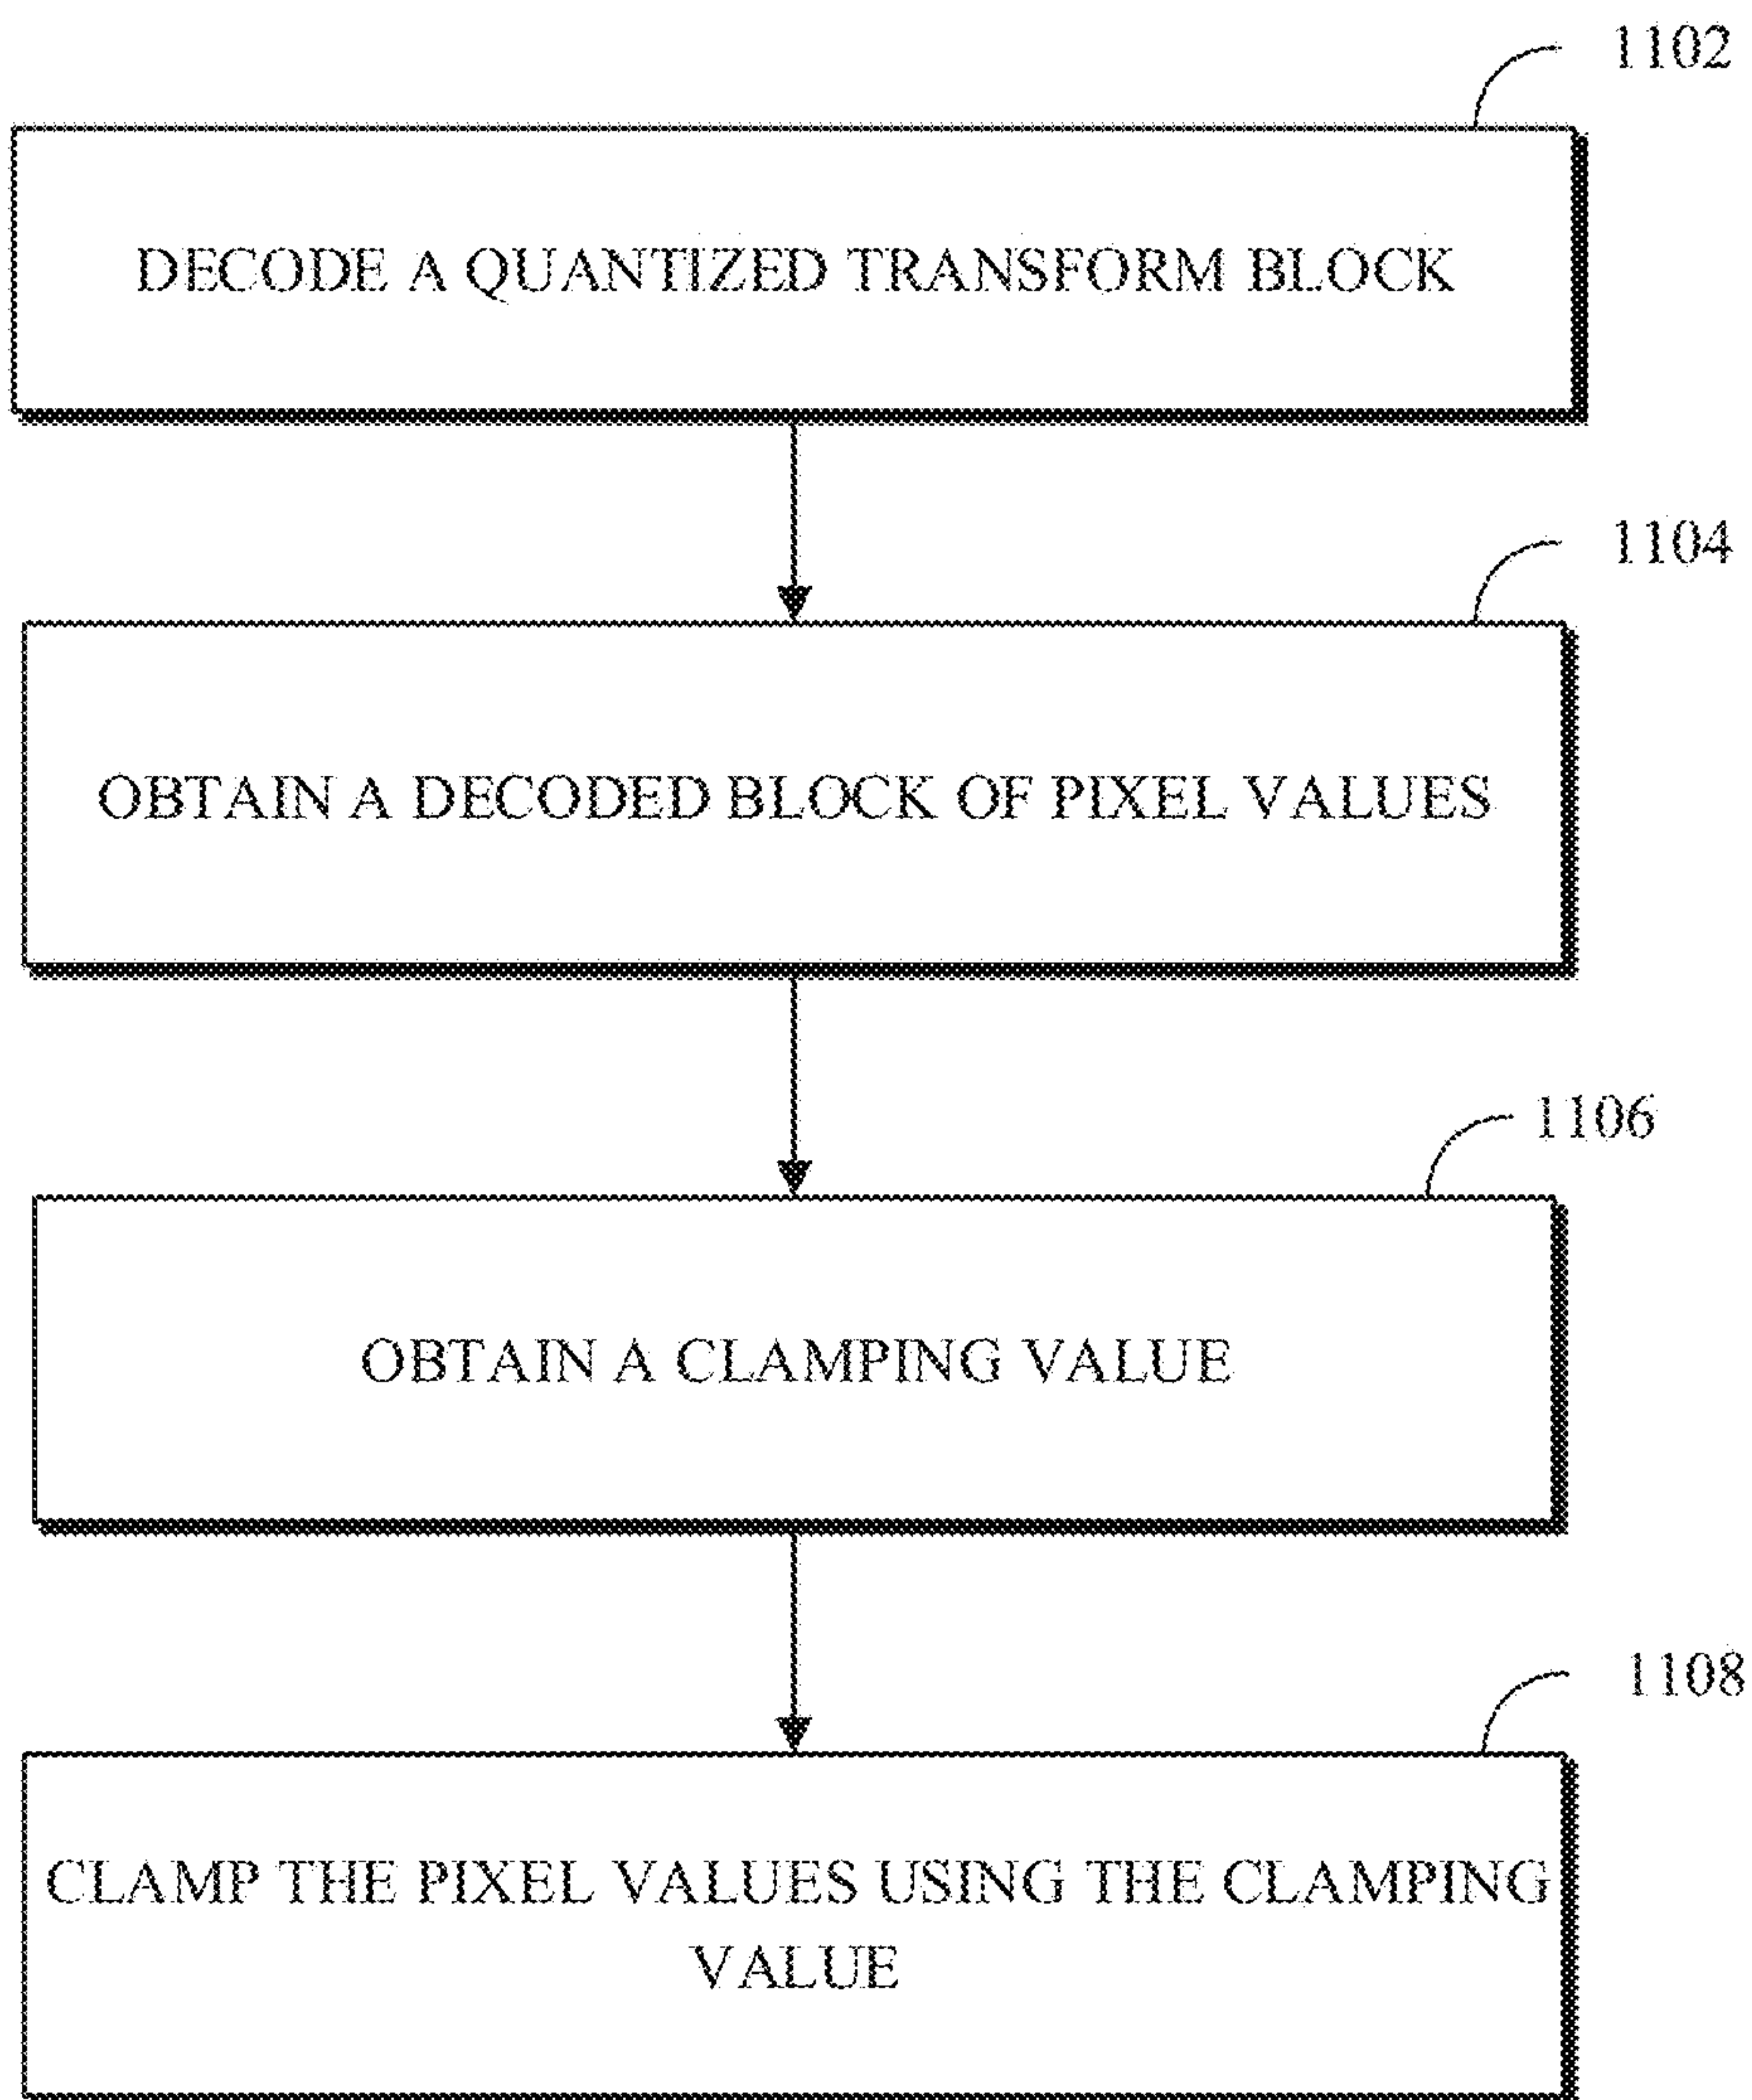 1102
DECODE A QUANTIZED TRANSFORM BLOCK
1104
OBTAIN A DECODED BLOCK OF PIXEL VALUES
1106
OBTAIN A CLAMPING VALUE
1108
CLAMP THE PIXEL VALUES USING THE CLAMPING
VALUE